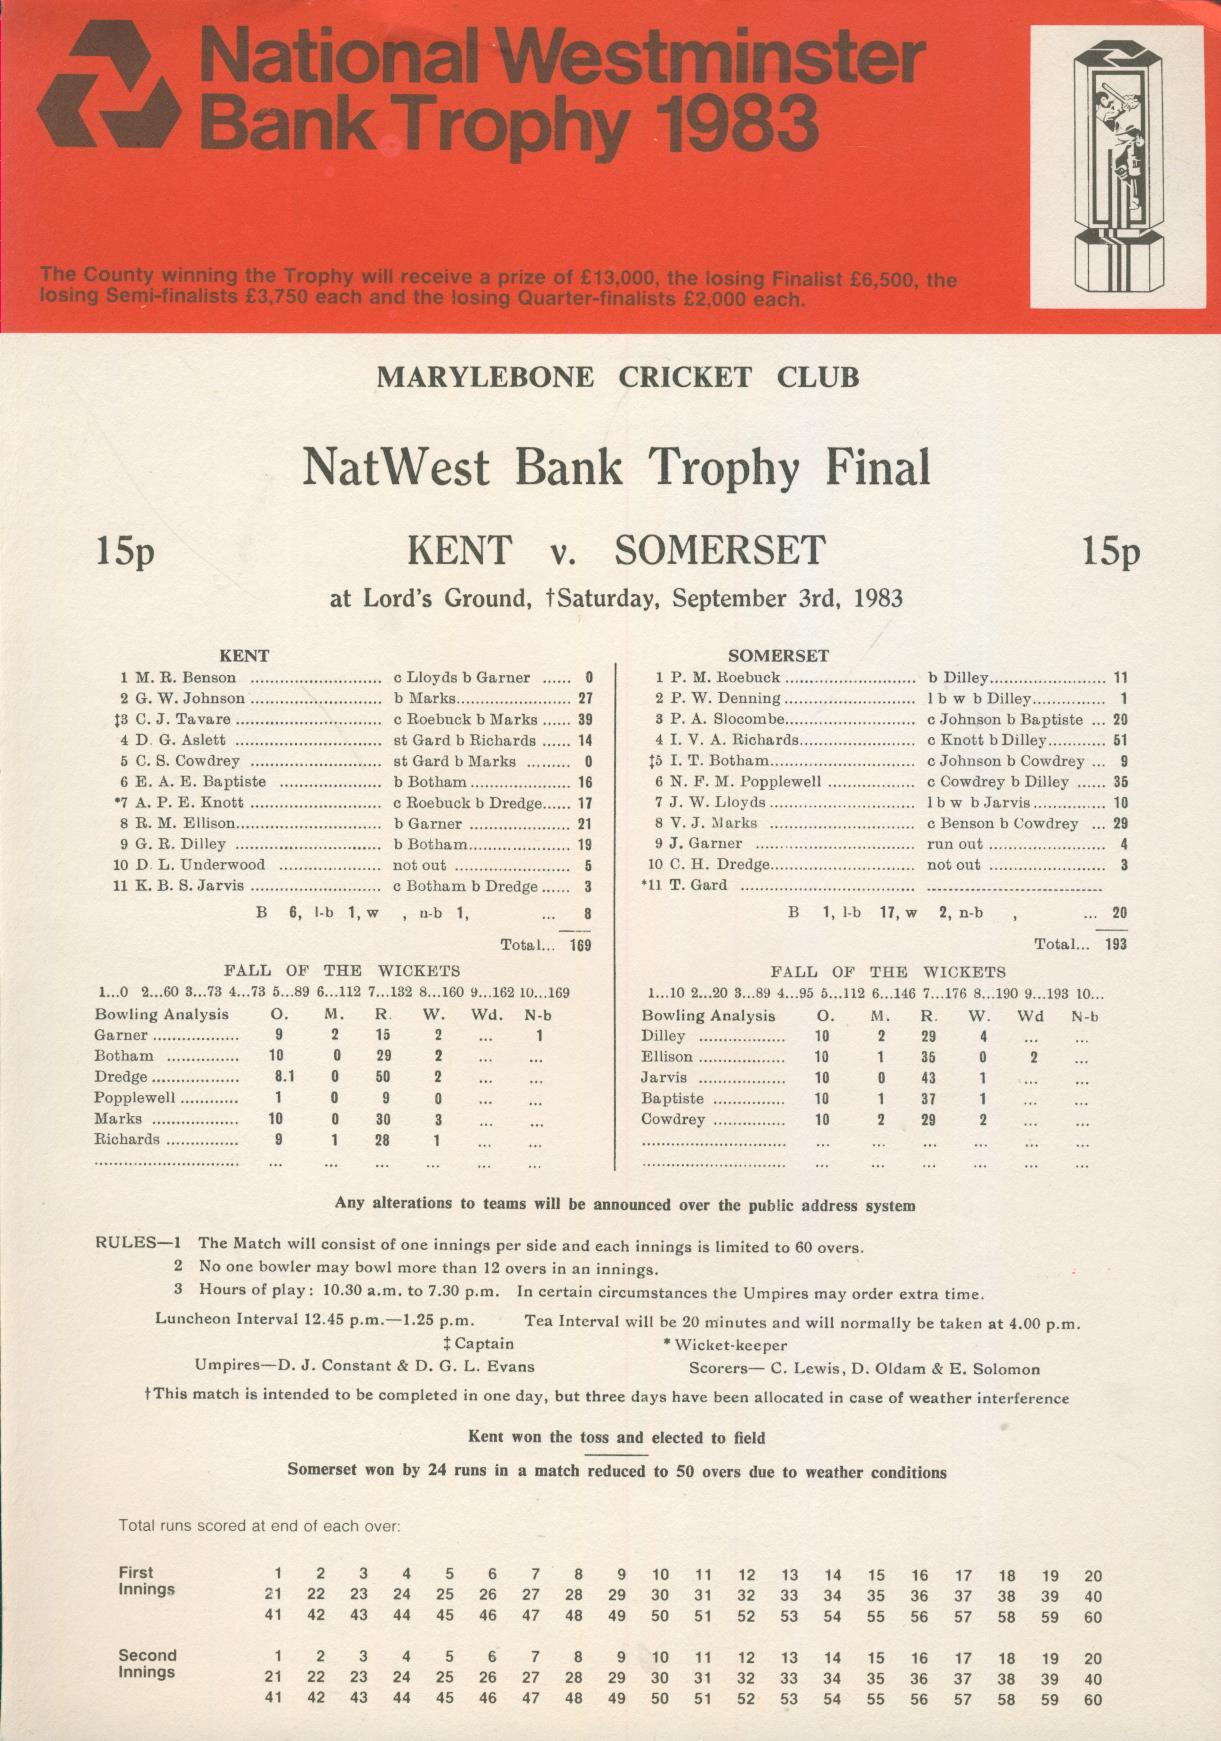 National Westminster
Bank Trophy 1983
The County winning the Trophy will receive a prize of £13,000, the losing Finalist £6,500, the
losing Semi-finalists £3,750 each and the losing Quarter-finalists £2,000 each.
MARYLEBONE CRICKET CLUB
NatWest Bank Trophy Final
15p KENT v. SOMERSET 15p
at Lord's Ground, †Saturday, September 3rd, 1983
KENT
1 M. R. Benson .......................... c Lloyds b Garner ...... 0
2 G. W. Johnson .......................... b Marks....................... 27
‡3 C. J. Tavare ............................. c Roebuck b Marks ...... 39
4 D. G. Aslett ............................. st Gard b Richards ...... 14
5 C. S. Cowdrey .......................... st Gard b Marks ......... 0
6 E. A. E. Baptiste .................... b Botham.................... 16
*7 A. P. E. Knott .......................... c Roebuck b Dredge...... 17
8 R. M. Ellison............................. b Garner .................... 21
9 G. R. Dilley ............................. b Botham.................... 19
10 D. L. Underwood .................... not out ....................... 5
11 K. B. S. Jarvis .......................... c Botham b Dredge ...... 3
B 6, l-b 1, w , n-b 1, ... 8
Total... 169
FALL OF THE WICKETS
1...0 2...60 3...73 4...73 5...89 6...112 7...132 8...160 9...162 10...169
Bowling Analysis O. M. R. W. Wd. N-b
Garner .................. 9 2 15 2 ... 1
Botham ............... 10 0 29 2 ... ...
Dredge .................. 8.1 0 50 2 ... ...
Popplewell ............ 1 0 9 0 ... ...
Marks .................. 10 0 30 3 ... ...
Richards ............... 9 1 28 1 ... ...
............................. ... ... ... ... ... ...
SOMERSET
1 P. M. Roebuck .......................... b Dilley....................... 11
2 P. W. Denning .......................... l b w b Dilley............... 1
3 P. A. Slocombe.......................... c Johnson b Baptiste ... 20
4 I. V. A. Richards....................... c Knott b Dilley............ 51
‡5 I. T. Botham............................. c Johnson b Cowdrey ... 9
6 N. F. M. Popplewell ................. c Cowdrey b Dilley ...... 35
7 J. W. Lloyds ............................. l b w b Jarvis............... 10
8 V. J. Marks ............................. c Benson b Cowdrey ... 29
9 J. Garner ................................ run out ....................... 4
10 C. H. Dredge............................. not out ....................... 3
*11 T. Gard ................................... ...................................
B 1, l-b 17, w 2, n-b , ... 20
Total... 193
FALL OF THE WICKETS
1...10 2...20 3...89 4...95 5...112 6...146 7...176 8...190 9...193 10...
Bowling Analysis O. M. R. W. Wd N-b
Dilley .................. 10 2 29 4 ... ...
Ellison .................. 10 1 35 0 2 ...
Jarvis .................. 10 0 43 1 ... ...
Baptiste ............... 10 1 37 1 ... ...
Cowdrey ............... 10 2 29 2 ... ...
............................. ... ... ... ... ... ...
............................. ... ... ... ... ... ...
Any alterations to teams will be announced over the public address system
RULES—1 The Match will consist of one innings per side and each innings is limited to 60 overs.
2 No one bowler may bowl more than 12 overs in an innings.
3 Hours of play: 10.30 a.m. to 7.30 p.m. In certain circumstances the Umpires may order extra time.
Luncheon Interval 12.45 p.m.—1.25 p.m. Tea Interval will be 20 minutes and will normally be taken at 4.00 p.m.
‡ Captain * Wicket-keeper
Umpires—D. J. Constant & D. G. L. Evans Scorers— C. Lewis, D. Oldam & E. Solomon
†This match is intended to be completed in one day, but three days have been allocated in case of weather interference
Kent won the toss and elected to field
Somerset won by 24 runs in a match reduced to 50 overs due to weather conditions
Total runs scored at end of each over:
First 1 2 3 4 5 6 7 8 9 10 11 12 13 14 15 16 17 18 19 20
Innings 21 22 23 24 25 26 27 28 29 30 31 32 33 34 35 36 37 38 39 40
41 42 43 44 45 46 47 48 49 50 51 52 53 54 55 56 57 58 59 60
Second 1 2 3 4 5 6 7 8 9 10 11 12 13 14 15 16 17 18 19 20
Innings 21 22 23 24 25 26 27 28 29 30 31 32 33 34 35 36 37 38 39 40
41 42 43 44 45 46 47 48 49 50 51 52 53 54 55 56 57 58 59 60